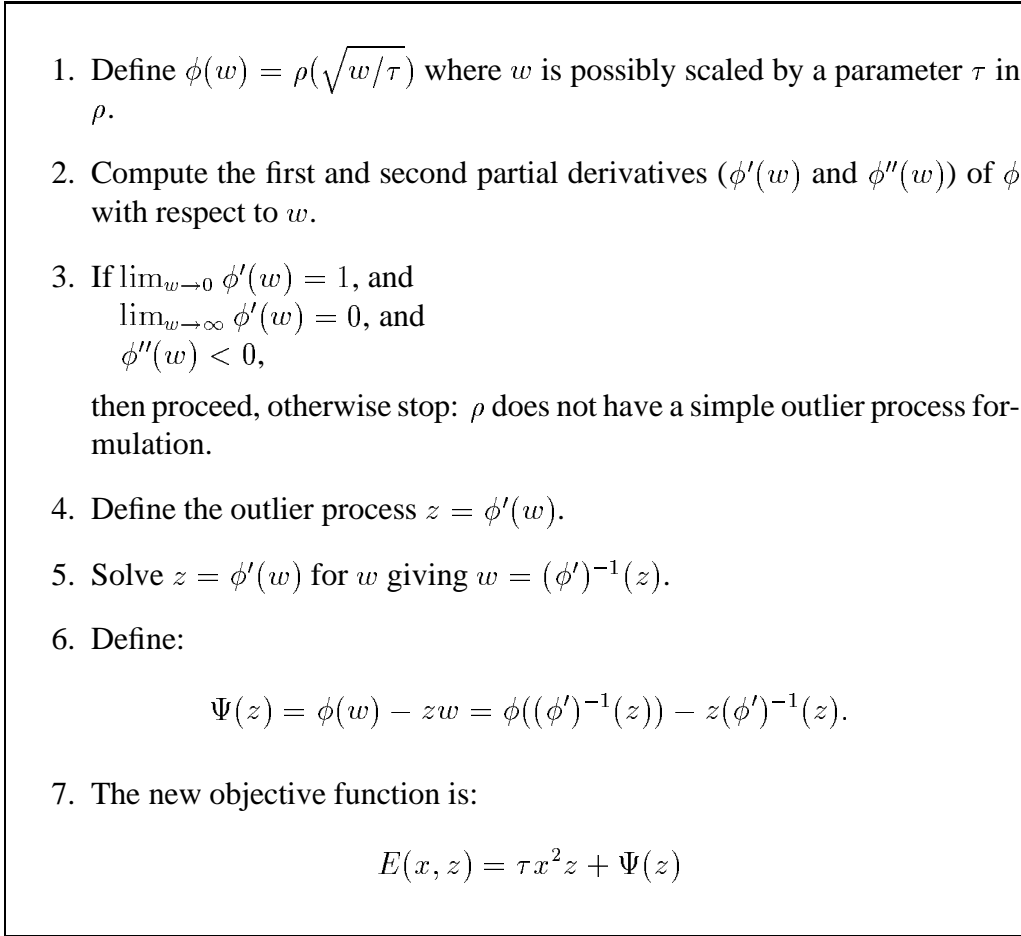 1. Define φ(w) = ρ(√w/τ) where w is possibly scaled by a parameter τ in
ρ.
2. Compute the first and second partial derivatives (φ′(w) and φ″(w)) of φ
with respect to w.
3. If lim_{w→0} φ′(w) = 1, and
lim_{w→∞} φ′(w) = 0, and
φ″(w) < 0,
then proceed, otherwise stop: ρ does not have a simple outlier process for-
mulation.
4. Define the outlier process z = φ′(w).
5. Solve z = φ′(w) for w giving w = (φ′)⁻¹(z).
6. Define:
Ψ(z) = φ(w) − zw = φ((φ′)⁻¹(z)) − z(φ′)⁻¹(z).
7. The new objective function is:
E(x, z) = τx²z + Ψ(z)